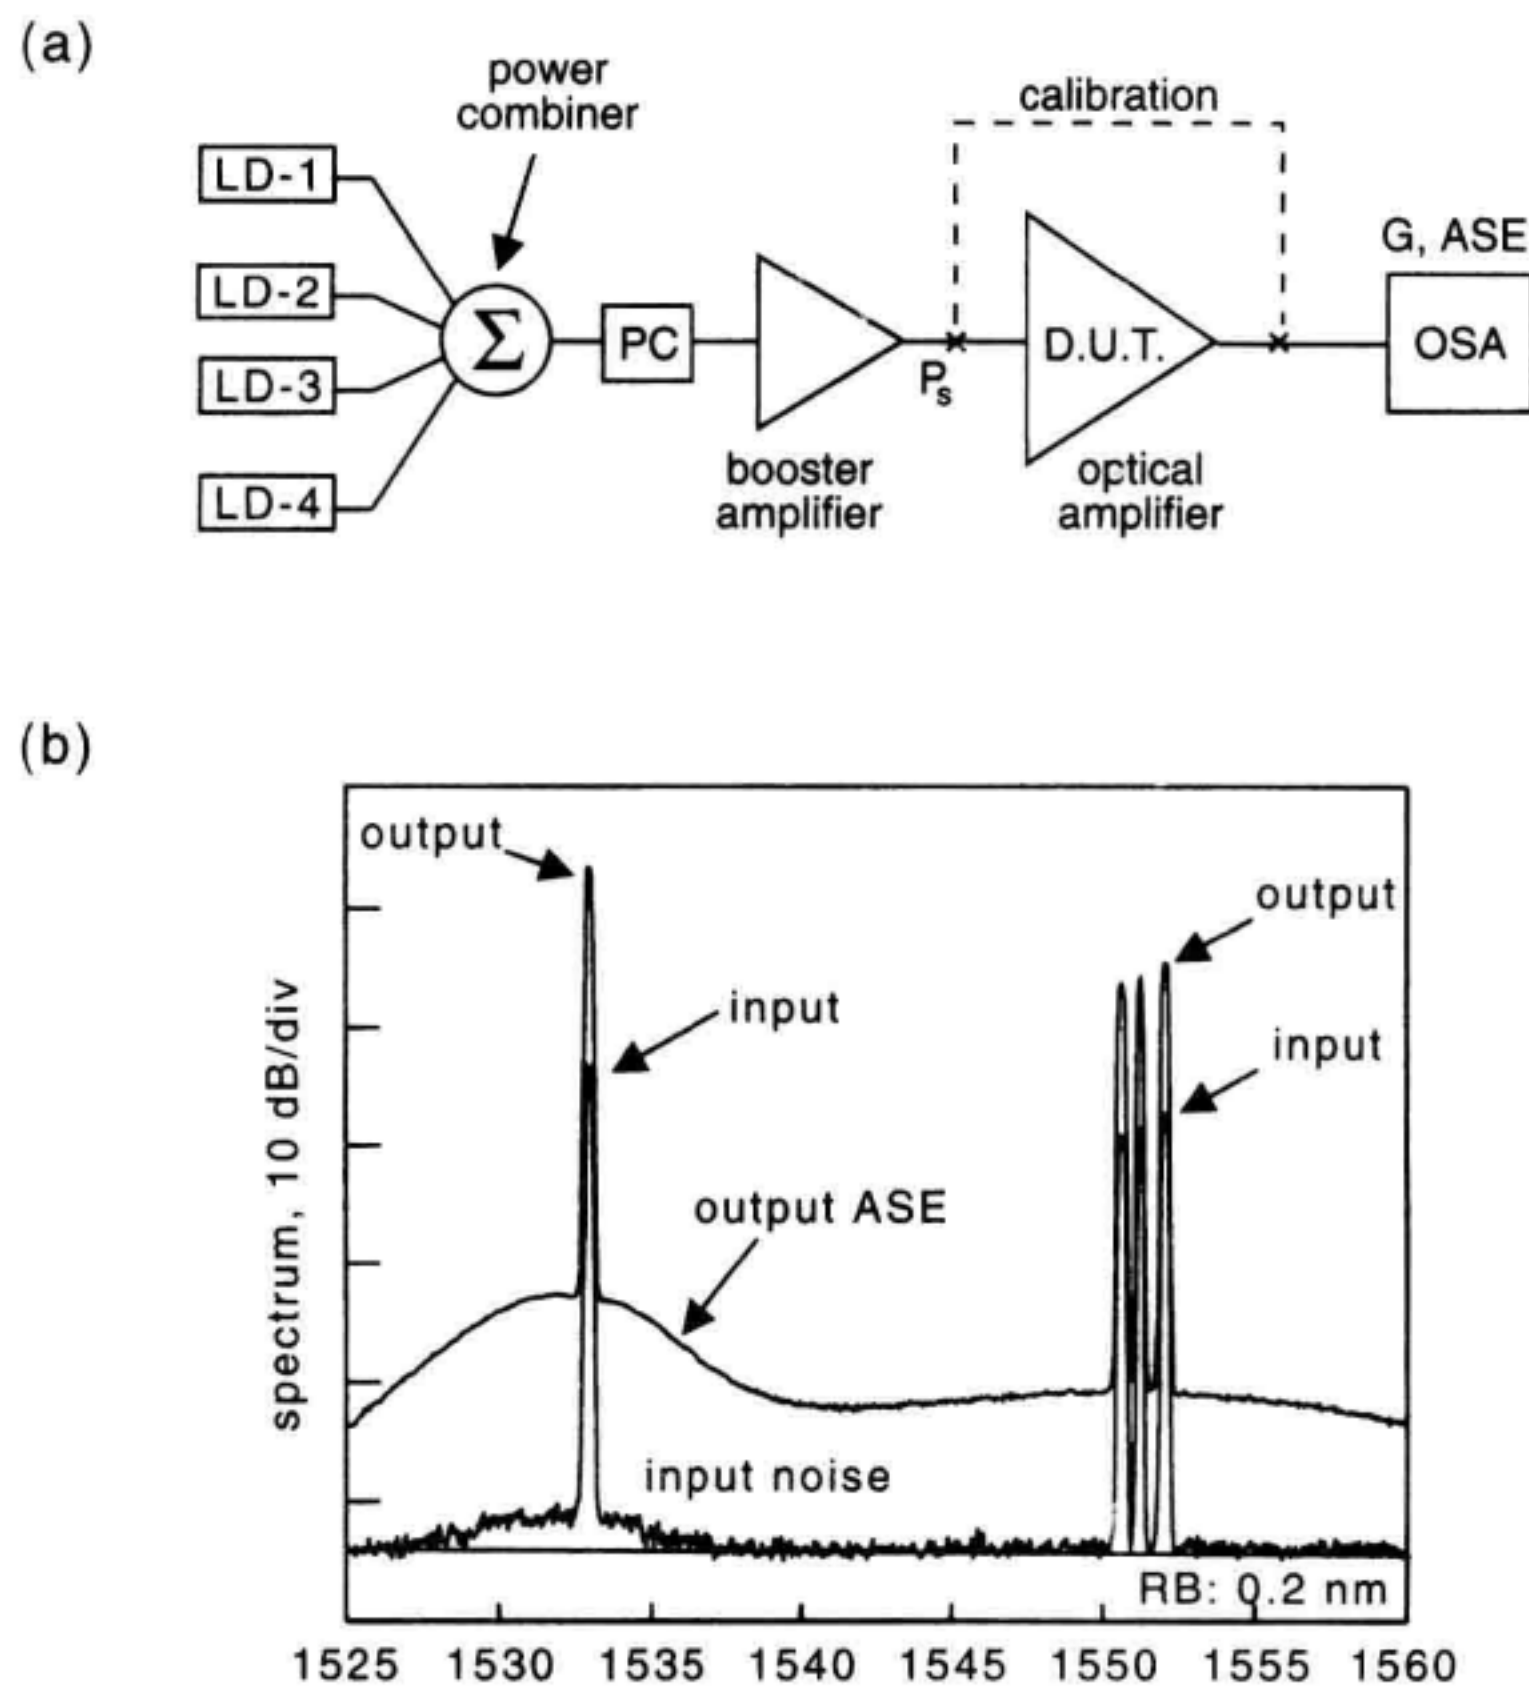 (a)
power
combiner
calibration
LD-1
LD-2
LD-3
LD-4
Σ
PC
P_s
D.U.T.
G, ASE
OSA
booster
amplifier
optical
amplifier
(b)
output
output
input
input
output ASE
input noise
RB: 0.2 nm
spectrum, 10 dB/div
1525 1530 1535 1540 1545 1550 1555 1560